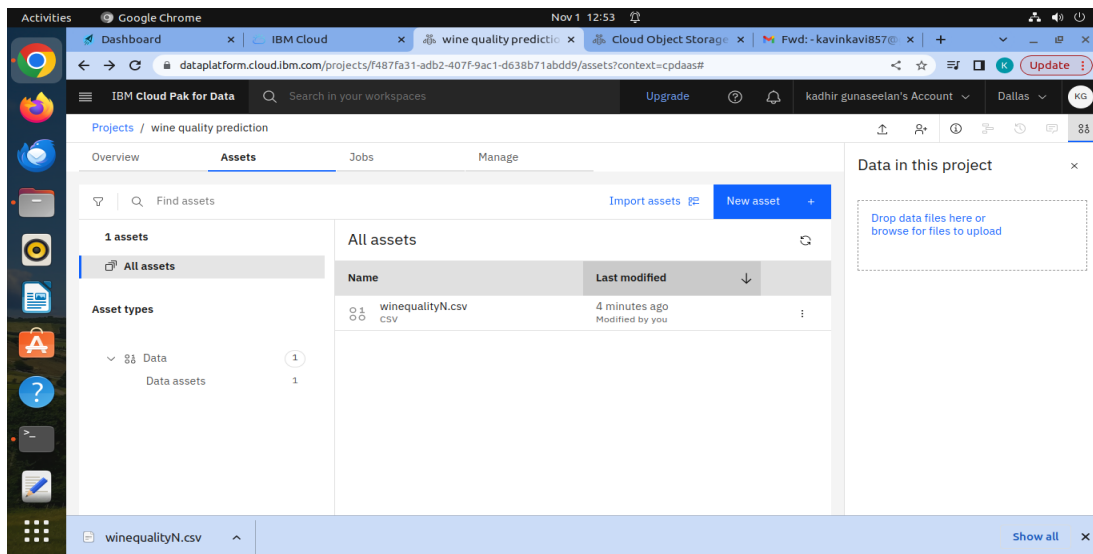 Activities
Google Chrome
Nov 1 12:53
Dashboard
IBM Cloud
wine quality predictio
Cloud Object Storage
Fwd: - kavinkavi857@
dataplatform.cloud.ibm.com/projects/f487fa31-adb2-407f-9ac1-d638b71abdd9/assets?context=cpdaas#
K
Update
IBM Cloud Pak for Data
Search in your workspaces
Upgrade
kadhir gunaseelan's Account
Dallas
KG
Projects / wine quality prediction
Overview
Assets
Jobs
Manage
Data in this project
Find assets
Import assets
New asset +
Drop data files here or
browse for files to upload
1 assets
All assets
All assets
Name
Last modified
Asset types
winequalityN.csv
CSV
4 minutes ago
Modified by you
Data
1
Data assets
1
winequalityN.csv
Show all